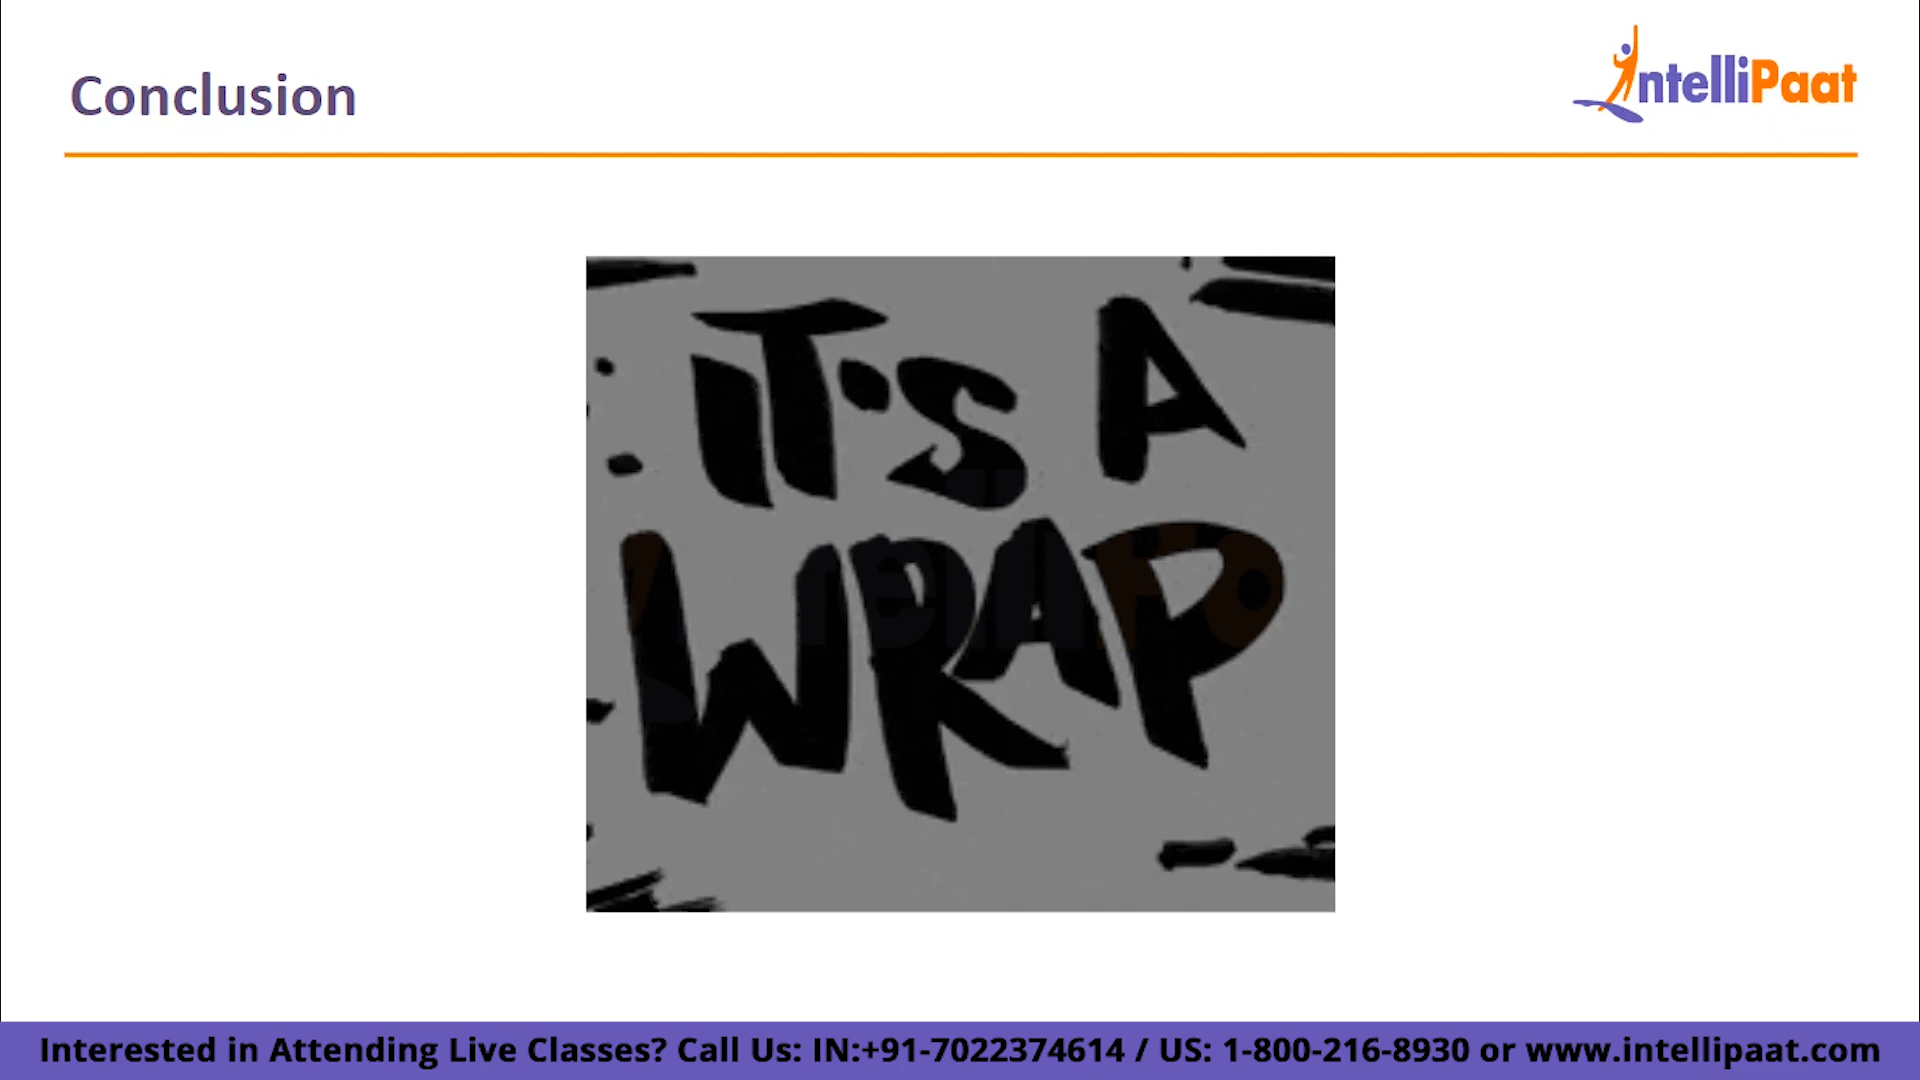 Conclusion
IntelliPaat
IT'S A
WRAP
Interested in Attending Live Classes? Call Us: IN:+91-7022374614 / US: 1-800-216-8930 or www.intellipaat.com